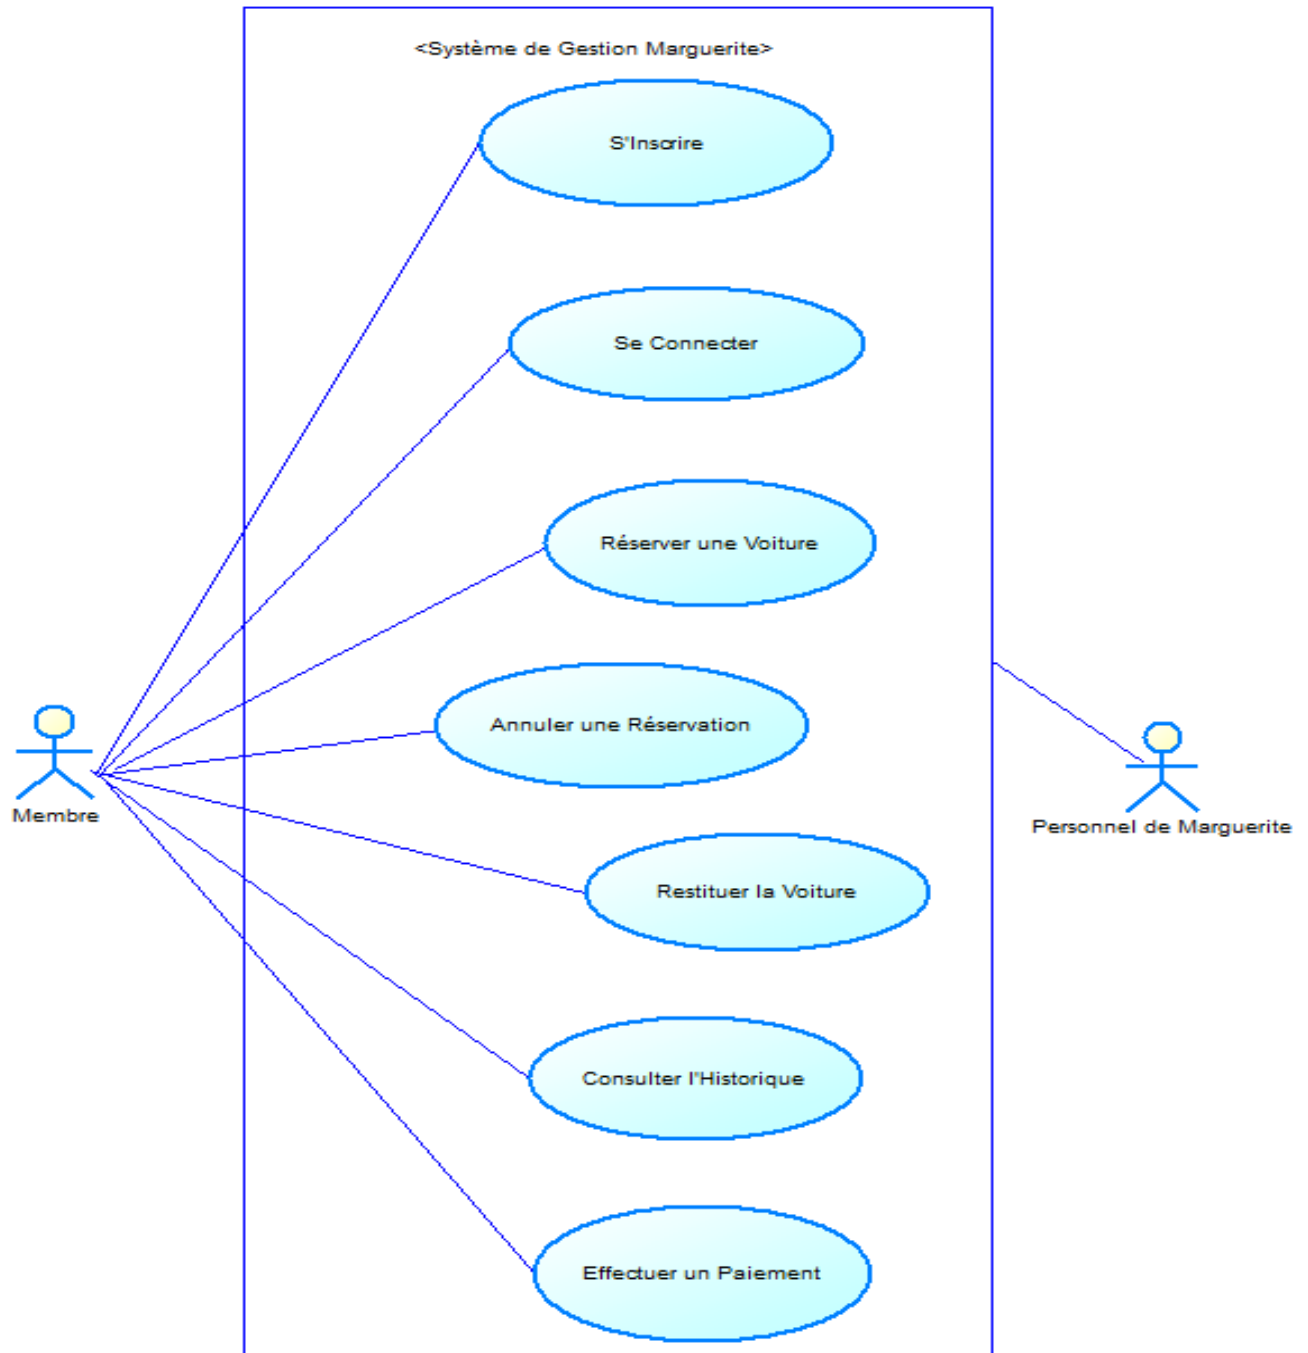 <Système de Gestion Marguerite>
S'Inscrire
Se Connecter
Réserver une Voiture
Annuler une Réservation
Membre
Personnel de Marguerite
Restituer la Voiture
Consulter l'Historique
Effectuer un Paiement